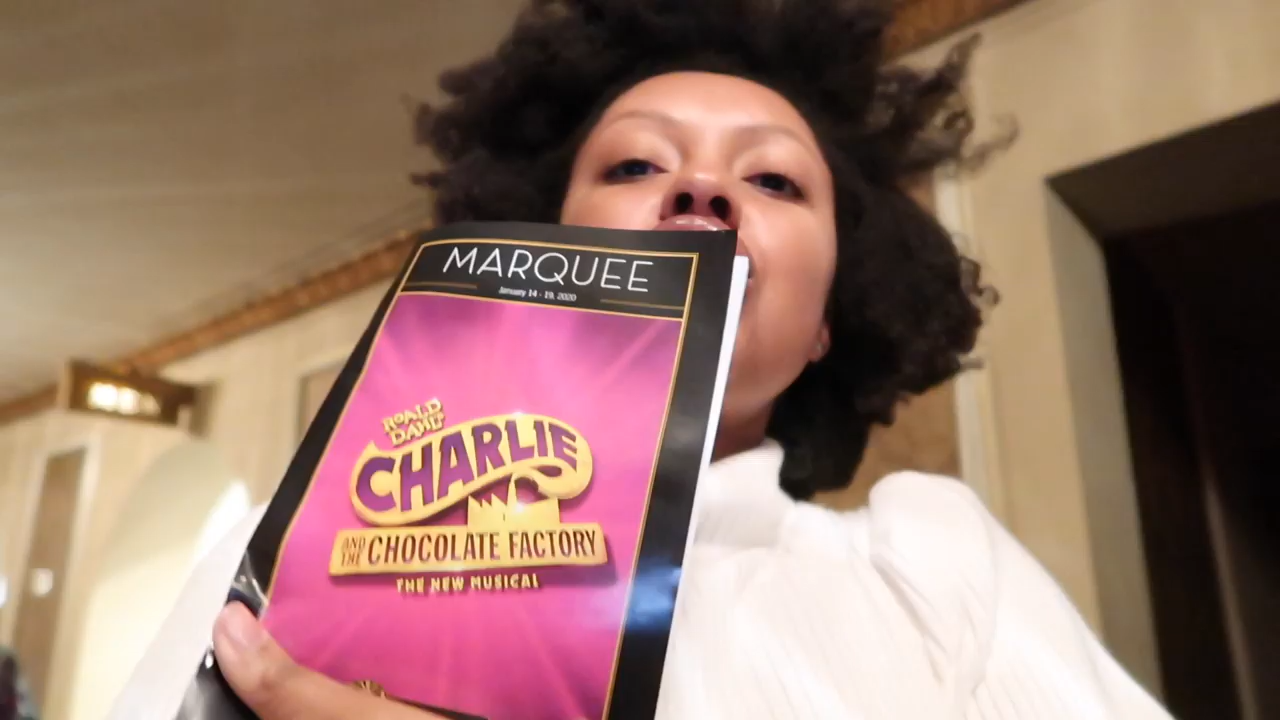 MARQUEE
January 14 - 19, 2020
ROALD
DAHL'S
CHARLIE
AND THE CHOCOLATE FACTORY
THE NEW MUSICAL